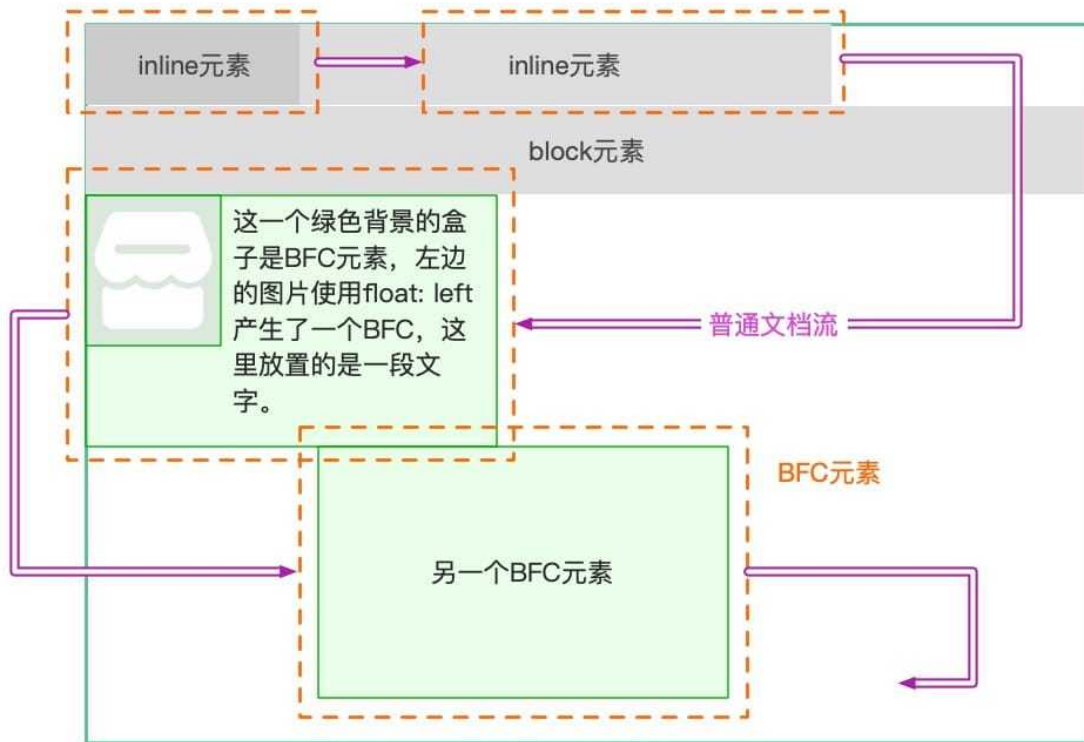 inline元素
inline元素
block元素
这一个绿色背景的盒
子是BFC元素，左边
的图片使用float: left
产生了一个BFC，这
里放置的是一段文
字。
普通文档流
BFC元素
另一个BFC元素